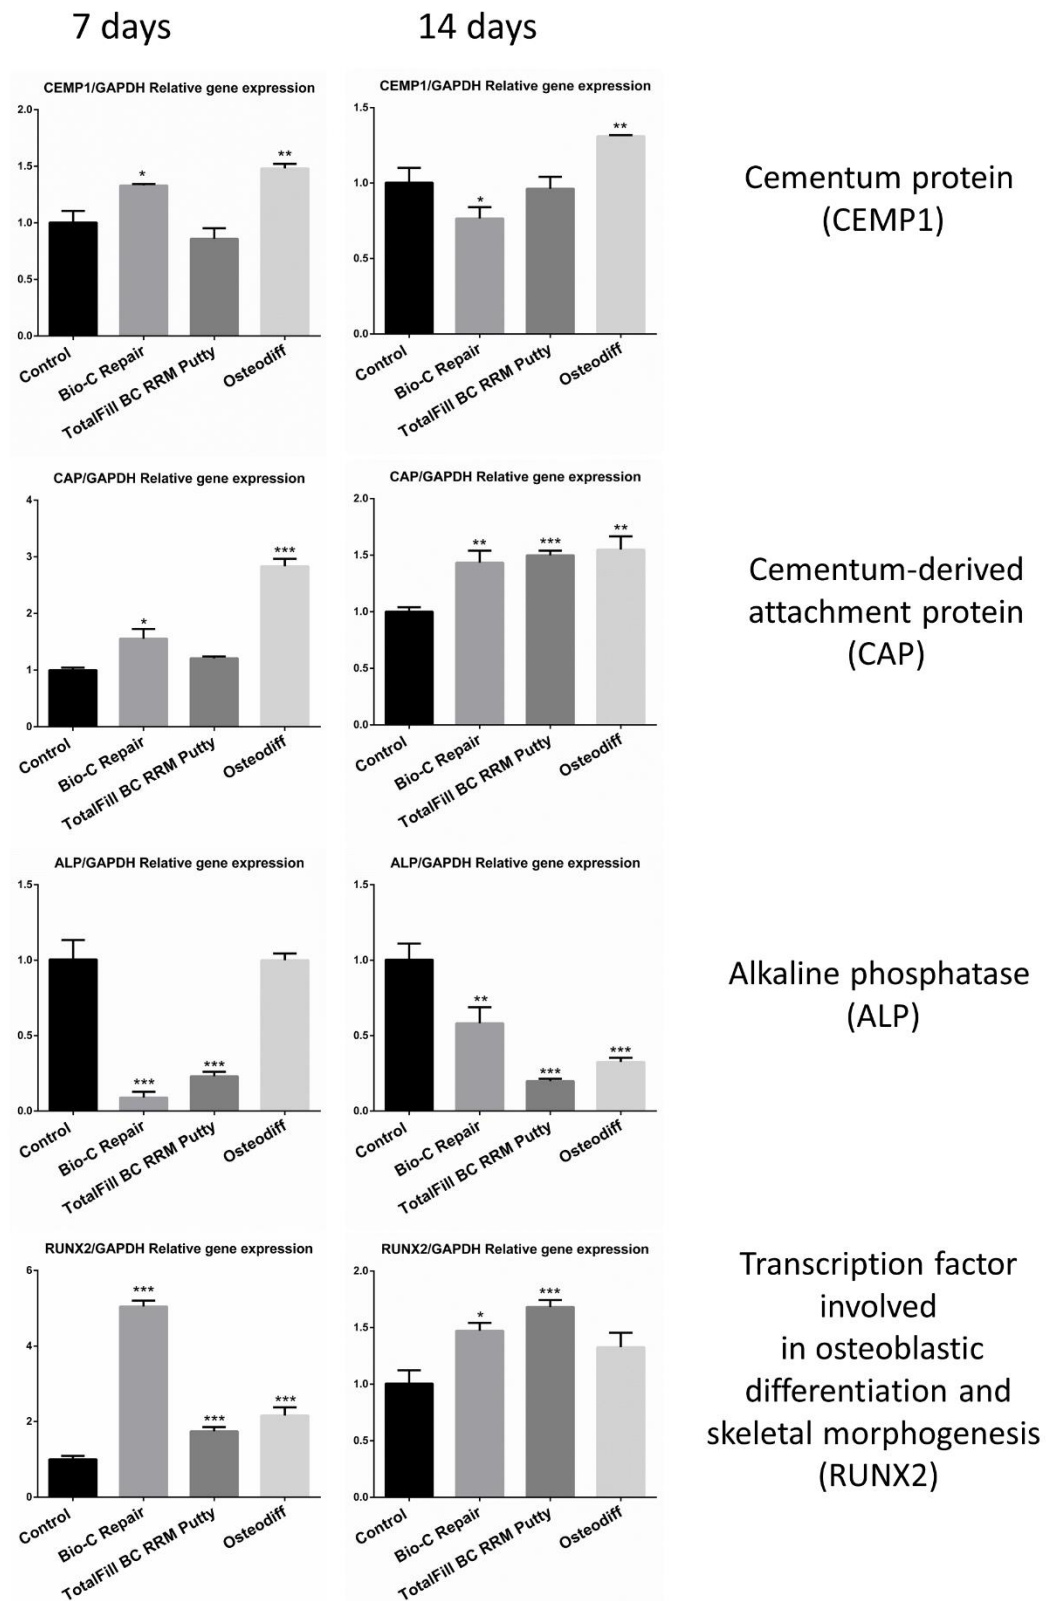 7 days
14 days
CEMP1/GAPDH Relative gene expression
2.0
1.5
1.0
0.5
0.0
*
**
Control
Bio-C Repair
TotalFill BC RRM Putty
Osteodiff
CEMP1/GAPDH Relative gene expression
1.5
1.0
0.5
0.0
*
**
Control
Bio-C Repair
TotalFill BC RRM Putty
Osteodiff
Cementum protein
(CEMP1)
CAP/GAPDH Relative gene expression
4
3
2
1
0
*
***
Control
Bio-C Repair
TotalFill BC RRM Putty
Osteodiff
CAP/GAPDH Relative gene expression
2.0
1.5
1.0
0.5
0.0
**
***
**
Control
Bio-C Repair
TotalFill BC RRM Putty
Osteodiff
Cementum-derived
attachment protein
(CAP)
ALP/GAPDH Relative gene expression
1.5
1.0
0.5
0.0
***
***
Control
Bio-C Repair
TotalFill BC RRM Putty
Osteodiff
ALP/GAPDH Relative gene expression
1.5
1.0
0.5
0.0
**
***
***
Control
Bio-C Repair
TotalFill BC RRM Putty
Osteodiff
Alkaline phosphatase
(ALP)
RUNX2/GAPDH Relative gene expression
6
4
2
0
***
***
***
Control
Bio-C Repair
TotalFill BC RRM Putty
Osteodiff
RUNX2/GAPDH Relative gene expression
2.0
1.5
1.0
0.5
0.0
*
***
Control
Bio-C Repair
TotalFill BC RRM Putty
Osteodiff
Transcription factor
involved
in osteoblastic
differentiation and
skeletal morphogenesis
(RUNX2)